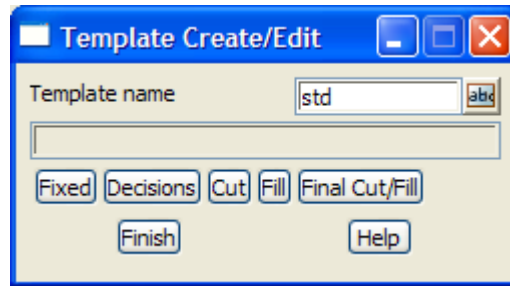 Template Create/Edit
Template name std abc
Fixed Decisions Cut Fill Final Cut/Fill
Finish Help